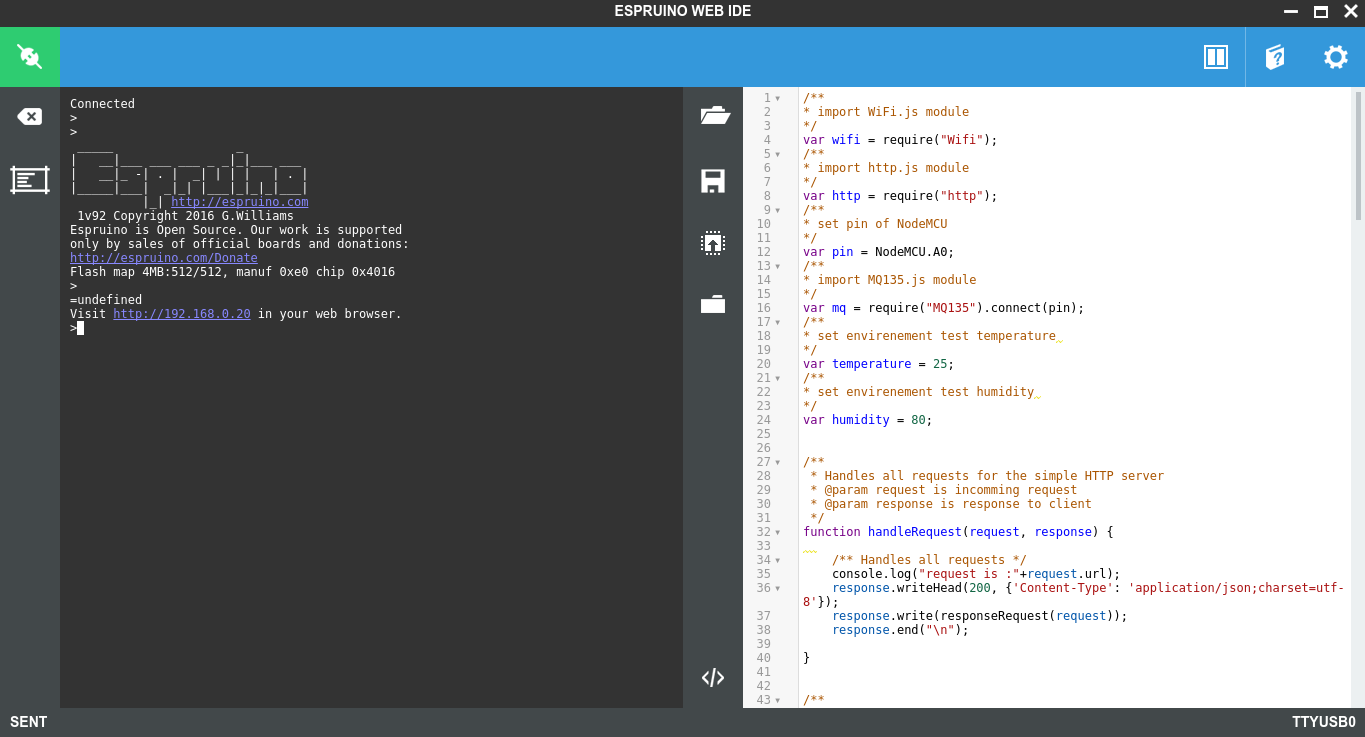 ESPRUINO WEB IDE
Connected
>
>
 _____                 _
|   __|___ ___ ___ _ _|_|___ ___
|   __|_ -| . |  _| | | |   | . |
|_____|___|  _|_| |___|_|_|_|___|
          |_| http://espruino.com
 1v92 Copyright 2016 G.Williams
Espruino is Open Source. Our work is supported
only by sales of official boards and donations:
http://espruino.com/Donate
Flash map 4MB:512/512, manuf 0xe0 chip 0x4016
>
=undefined
Visit http://192.168.0.20 in your web browser.
>
1 /**
2 * import WiFi.js module
3 */
4 var wifi = require("Wifi");
5 /**
6 * import http.js module
7 */
8 var http = require("http");
9 /**
10 * set pin of NodeMCU
11 */
12 var pin = NodeMCU.A0;
13 /**
14 * import MQ135.js module
15 */
16 var mq = require("MQ135").connect(pin);
17 /**
18 * set envirenement test temperature
19 */
20 var temperature = 25;
21 /**
22 * set envirenement test humidity
23 */
24 var humidity = 80;
25
26
27 /**
28  * Handles all requests for the simple HTTP server
29  * @param request is incomming request
30  * @param response is response to client
31  */
32 function handleRequest(request, response) {
33
34     /** Handles all requests */
35     console.log("request is :"+request.url);
36     response.writeHead(200, {'Content-Type': 'application/json;charset=utf-
8'});
37     response.write(responseRequest(request));
38     response.end("\n");
39
40 }
41
42
43 /**
SENT
TTYUSB0